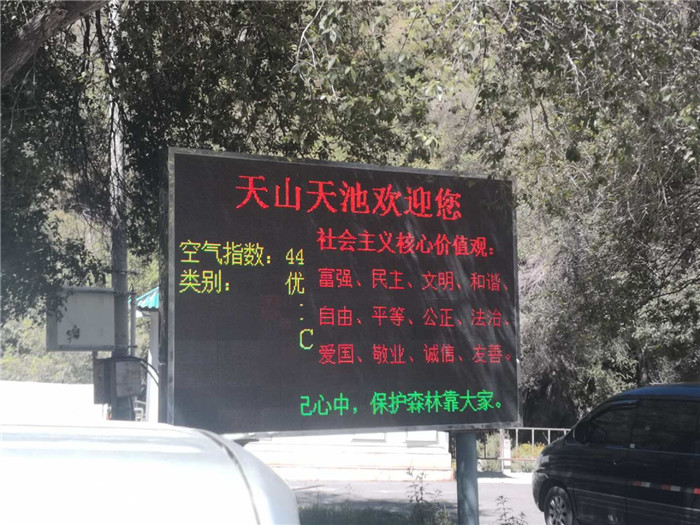 天山天池欢迎您
空气指数：44
类别： 优
C
社会主义核心价值观：
富强、民主、文明、和谐、
自由、平等、公正、法治、
爱国、敬业、诚信、友善。
己心中，保护森林靠大家。